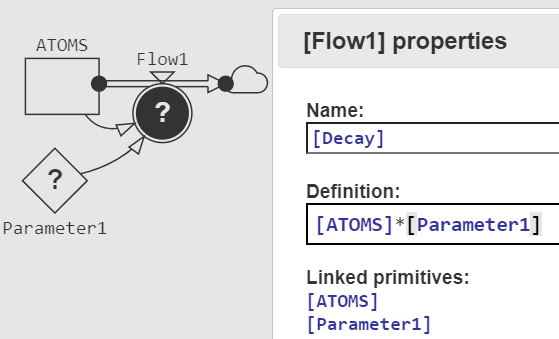 ATOMS
Flow1
?
?
Parameter1
[Flow1] properties
Name:
[Decay]
Definition:
[ATOMS]*[Parameter1]
Linked primitives:
[ATOMS]
[Parameter1]